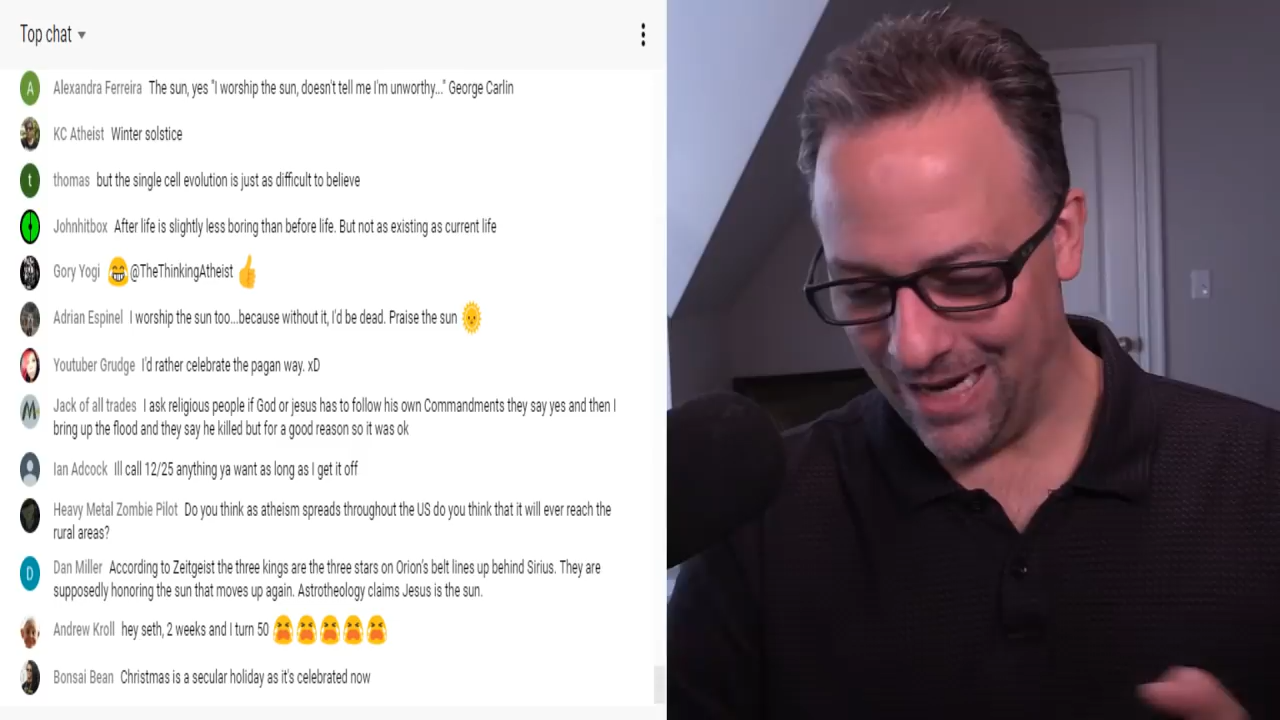 Top chat
Alexandra Ferreira The sun, yes "I worship the sun, doesn't tell me I'm unworthy..." George Carlin
KC Atheist Winter solstice
thomas but the single cell evolution is just as difficult to believe
Johnhitbox After life is slightly less boring than before life. But not as existing as current life
Gory Yogi 😂@TheThinkingAtheist 👍
Adrian Espinel I worship the sun too...because without it, I'd be dead. Praise the sun 🌞
Youtuber Grudge I'd rather celebrate the pagan way. xD
Jack of all trades I ask religious people if God or jesus has to follow his own Commandments they say yes and then I
bring up the flood and they say he killed but for a good reason so it was ok
Ian Adcock Ill call 12/25 anything ya want as long as I get it off
Heavy Metal Zombie Pilot Do you think as atheism spreads throughout the US do you think that it will ever reach the
rural areas?
Dan Miller According to Zeitgeist the three kings are the three stars on Orion's belt lines up behind Sirius. They are
supposedly honoring the sun that moves up again. Astrotheology claims Jesus is the sun.
Andrew Kroll hey seth, 2 weeks and I turn 50 😫😫😫😫😫
Bonsai Bean Christmas is a secular holiday as it's celebrated now
A
t
M
D